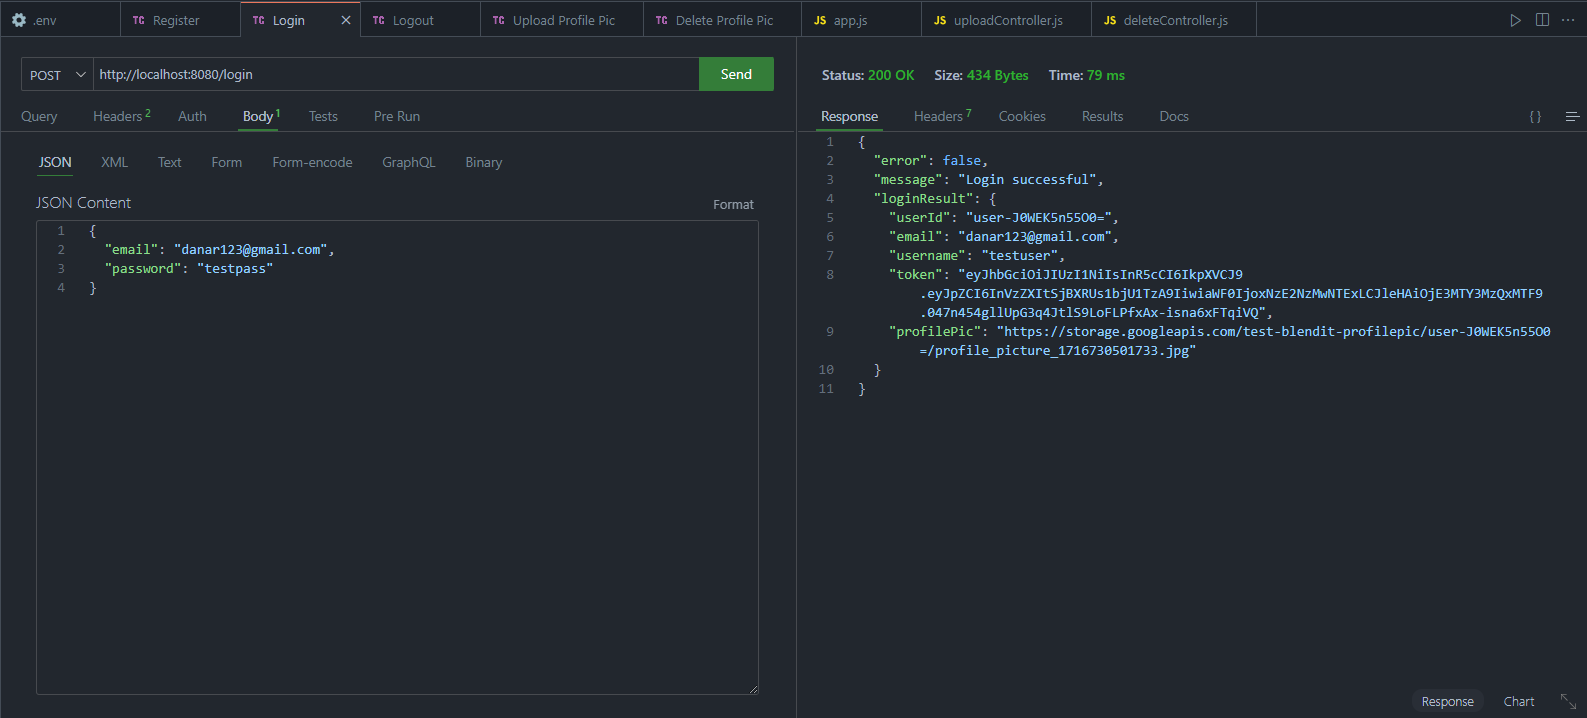 .env
TC Register
TC Login
TC Logout
TC Upload Profile Pic
TC Delete Profile Pic
JS app.js
JS uploadController.js
JS deleteController.js
POST http://localhost:8080/login Send
Query Headers 2 Auth Body 1 Tests Pre Run
JSON XML Text Form Form-encode GraphQL Binary
JSON Content Format
1 {
2 "email": "danar123@gmail.com",
3 "password": "testpass"
4 }
Status: 200 OK Size: 434 Bytes Time: 79 ms
Response Headers 7 Cookies Results Docs { }
1 {
2 "error": false,
3 "message": "Login successful",
4 "loginResult": {
5 "userId": "user-J0WEK5n55O0=",
6 "email": "danar123@gmail.com",
7 "username": "testuser",
8 "token": "eyJhbGciOiJIUzI1NiIsInR5cCI6IkpXVCJ9
.eyJpZCI6InVzZXItSjBXRUs1bjU1TzA9IiwiaWF0IjoxNzE2NzMwNTExLCJleHAiOjE3MTY3MzQxMTF9
.047n454gllUpG3q4JtlS9LoFLPfxAx-isna6xFTqiVQ",
9 "profilePic": "https://storage.googleapis.com/test-blendit-profilepic/user-J0WEK5n55O0
=/profile_picture_1716730501733.jpg"
10 }
11 }
Response Chart